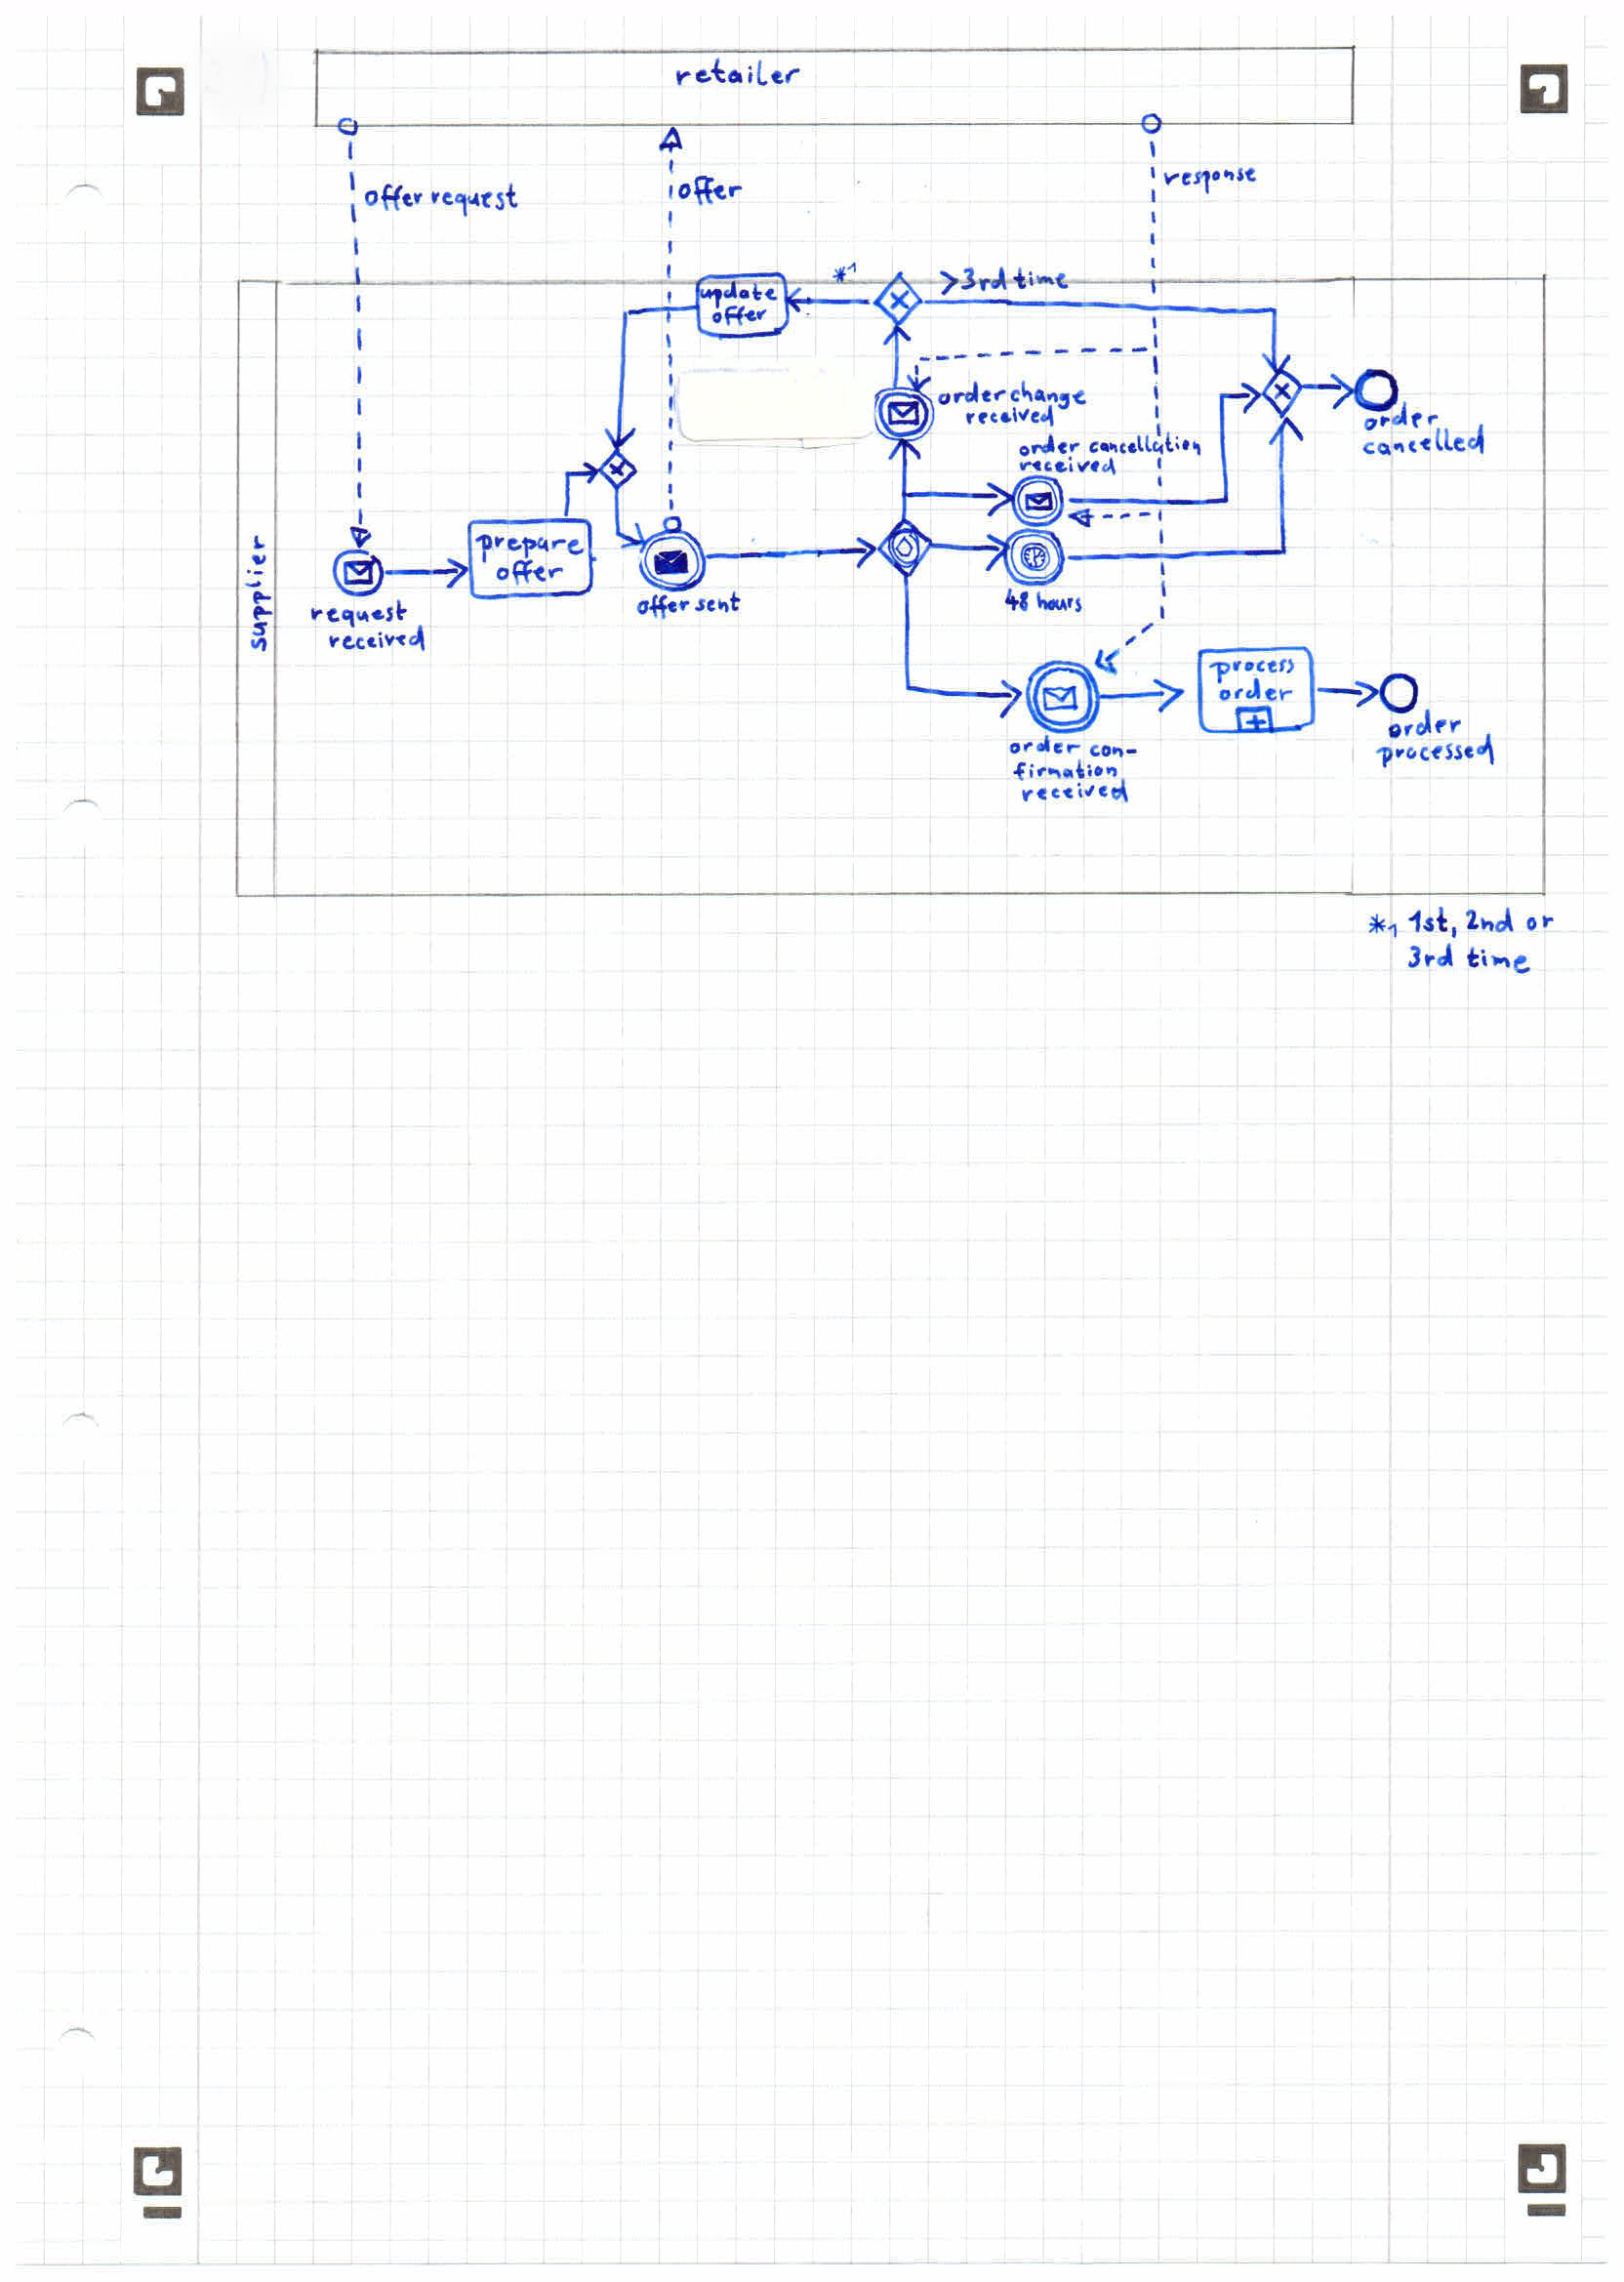 retailer
offer request
offer
response
*1
>3rd time
update
offer
order change
received
order cancellation
received
order
cancelled
supplier
prepare
offer
request
received
offer sent
48 hours
process
order
order
processed
order con-
firmation
received
*1 1st, 2nd or
3rd time